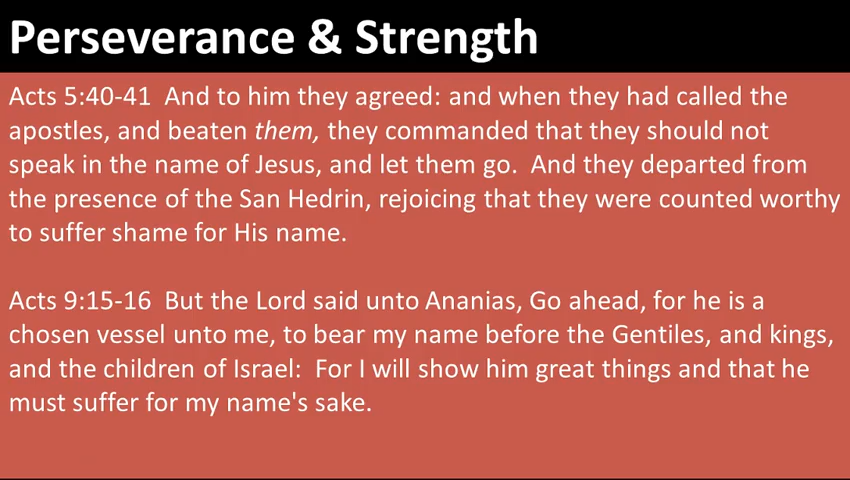 Perseverance & Strength
Acts 5:40-41  And to him they agreed: and when they had called the
apostles, and beaten them, they commanded that they should not
speak in the name of Jesus, and let them go.  And they departed from
the presence of the San Hedrin, rejoicing that they were counted worthy
to suffer shame for His name.
Acts 9:15-16  But the Lord said unto Ananias, Go ahead, for he is a
chosen vessel unto me, to bear my name before the Gentiles, and kings,
and the children of Israel:  For I will show him great things and that he
must suffer for my name's sake.